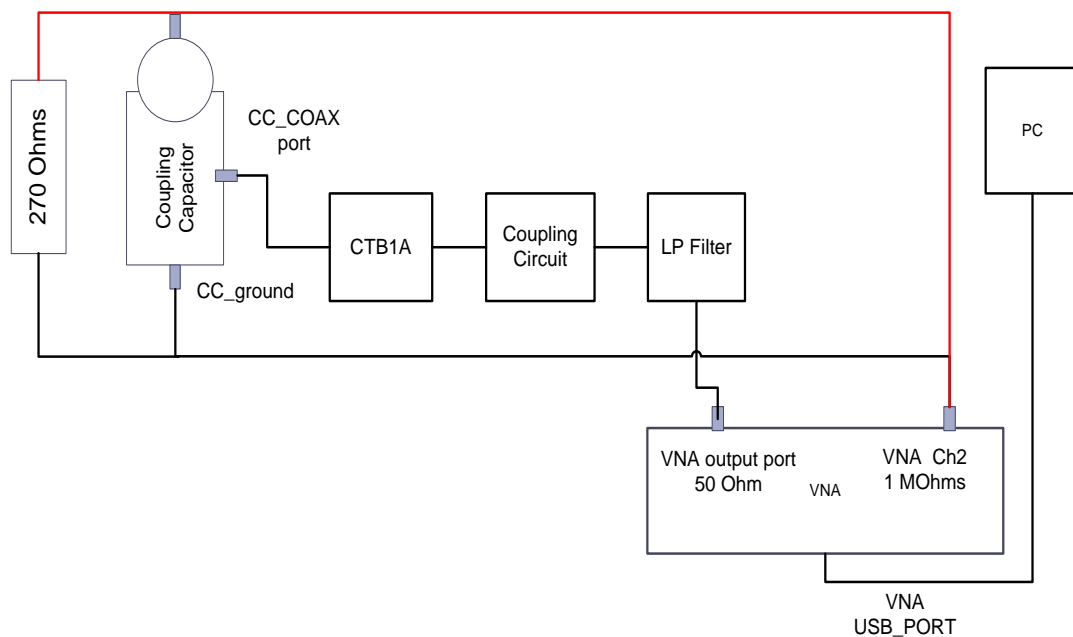 270 Ohms
Coupling
Capacitor
CC_COAX
port
CC_ground
CTB1A
Coupling
Circuit
LP Filter
PC
VNA output port
50 Ohm
VNA
VNA Ch2
1 MOhms
VNA
USB_PORT